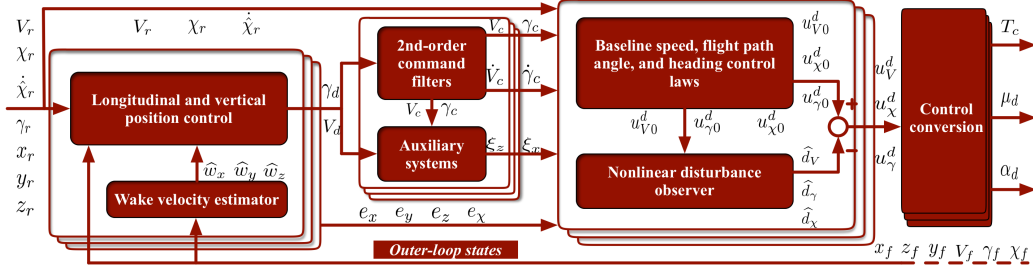 V_r χ_r \dot{\hat{χ}}_r
V_r
χ_r
\dot{\hat{χ}}_r
γ_r
x_r
y_r
z_r
Longitudinal and vertical
position control
\hat{w}_x \hat{w}_y \hat{w}_z
Wake velocity estimator
γ_d
V_d
2nd-order
command
filters
V_c γ_c
Auxiliary
systems
V_c γ_c
\dot{V}_c \dot{γ}_c
ξ_z ξ_x
e_x e_y e_z e_χ
Outer-loop states
Baseline speed, flight path
angle, and heading control
laws
u^d_{V0}
u^d_{χ0}
u^d_{γ0}
u^d_{V0} u^d_{γ0} u^d_{χ0}
Nonlinear disturbance
observer
\hat{d}_V
\hat{d}_γ
\hat{d}_χ
+
−
u^d_V
u^d_χ
u^d_γ
Control
conversion
T_c
μ_d
α_d
x_f z_f y_f V_f γ_f χ_f